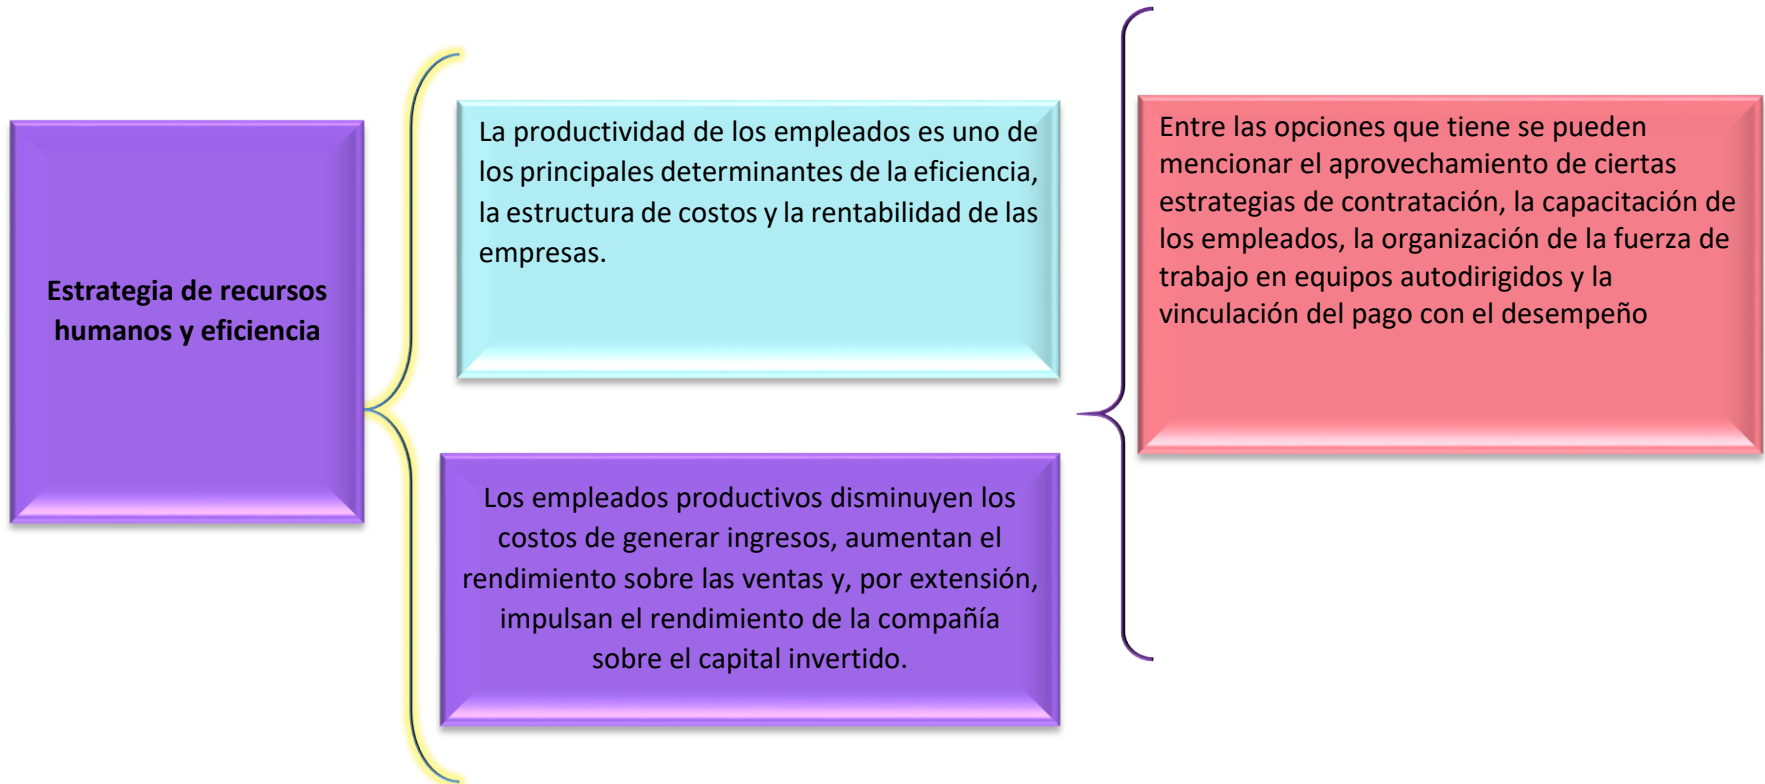 Estrategia de recursos
humanos y eficiencia
La productividad de los empleados es uno de
los principales determinantes de la eficiencia,
la estructura de costos y la rentabilidad de las
empresas.
Los empleados productivos disminuyen los
costos de generar ingresos, aumentan el
rendimiento sobre las ventas y, por extensión,
impulsan el rendimiento de la compañía
sobre el capital invertido.
Entre las opciones que tiene se pueden
mencionar el aprovechamiento de ciertas
estrategias de contratación, la capacitación de
los empleados, la organización de la fuerza de
trabajo en equipos autodirigidos y la
vinculación del pago con el desempeño